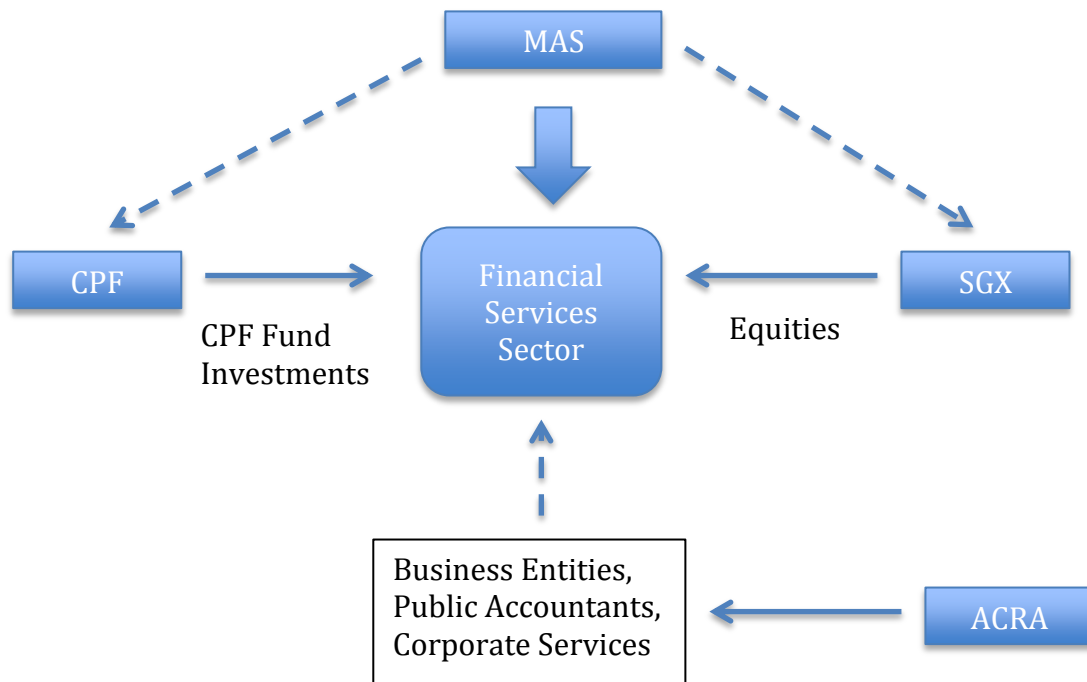 MAS
CPF
Financial
Services
Sector
SGX
CPF Fund
Investments
Equities
Business Entities,
Public Accountants,
Corporate Services
ACRA